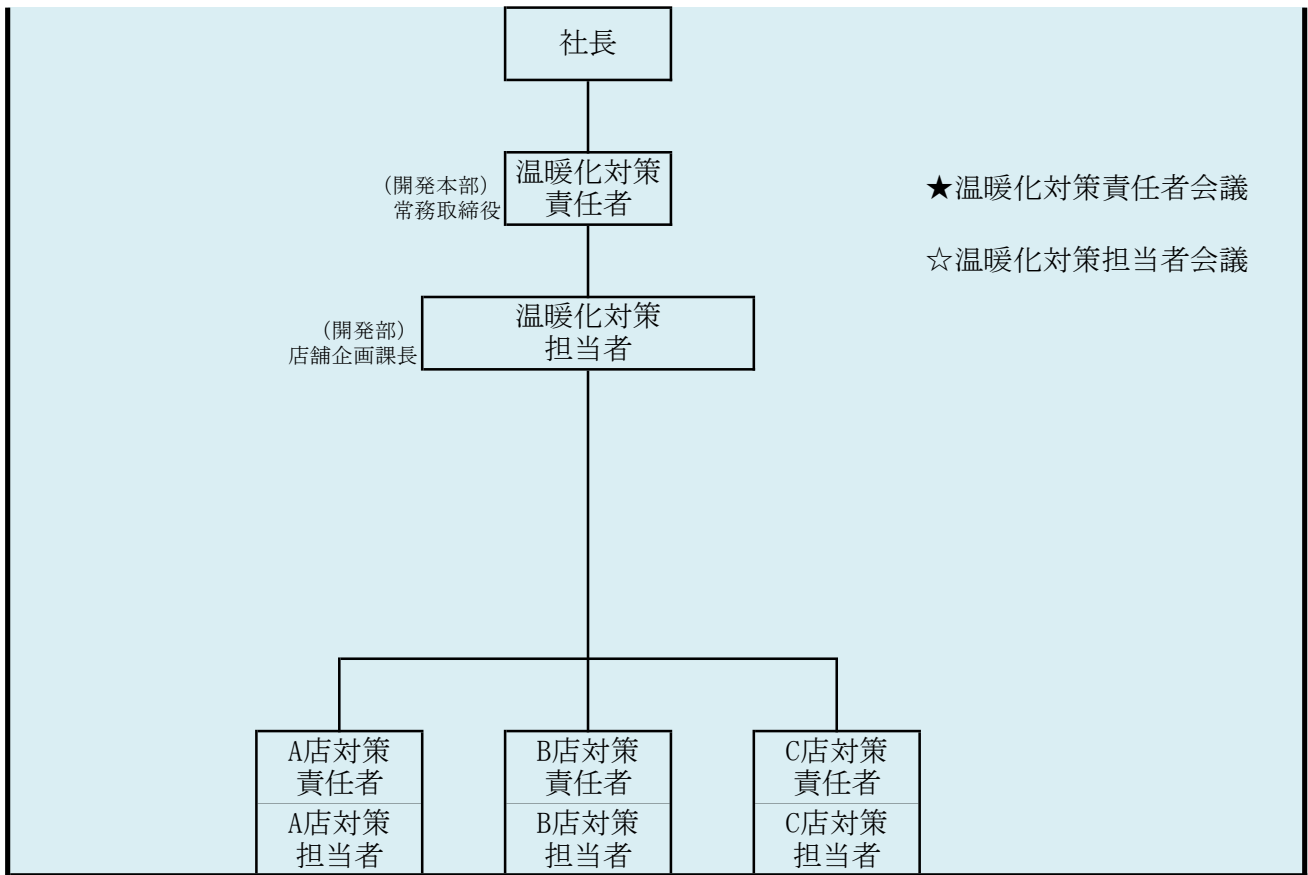 社長
温暖化対策
責任者
（開発本部）
常務取締役
★温暖化対策責任者会議
☆温暖化対策担当者会議
温暖化対策
担当者
（開発部）
店舗企画課長
A店対策
責任者
A店対策
担当者
B店対策
責任者
B店対策
担当者
C店対策
責任者
C店対策
担当者